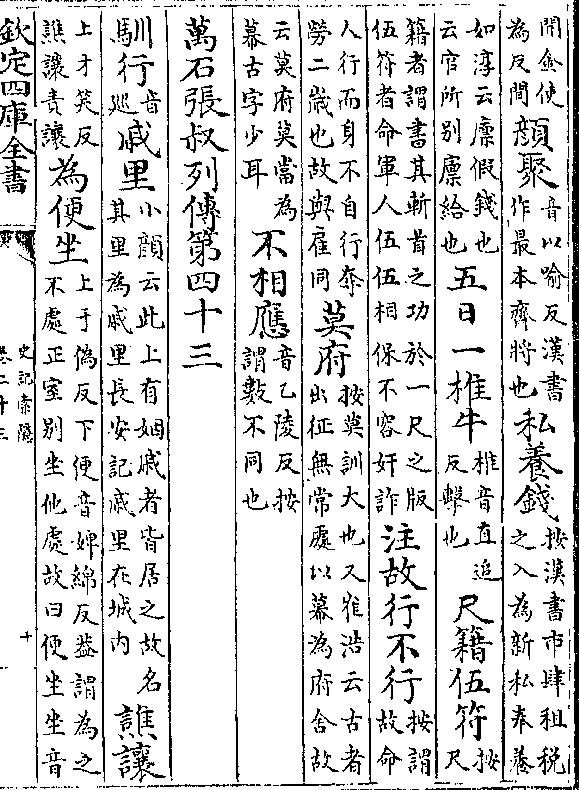 開金使為反間顔聚音以喻反漢書作最本齊將也私養錢按漢書市肆租税之入為新私奉養
如淳云廪假錢也云官所别廪給也五日一椎牛椎音直追反擊也尺籍伍符按尺
籍者謂書其斬首之功於一尺之版伍符者命軍人伍伍相保不容奸詐注故行不行按謂故命
人行而身不自行奪勞二歲也故與雇同莫府按莫訓大也又崔浩云古者出征無常處以幕為府舍故
云莫府莫當為幕古字少耳不相應音乙陵反按謂數不同也
萬石張叔列傳第四十三
馴行音巡戚里小顔云此上有姻戚者皆居之故名其里為戚里長安記戚里在城内譙讓
上才笑反譙讓責讓為便坐上于偽反下便音婢綿反葢謂為之不處正室别坐他處故曰便坐坐音
欽定四庫全書
史記索隱
卷二十三
十